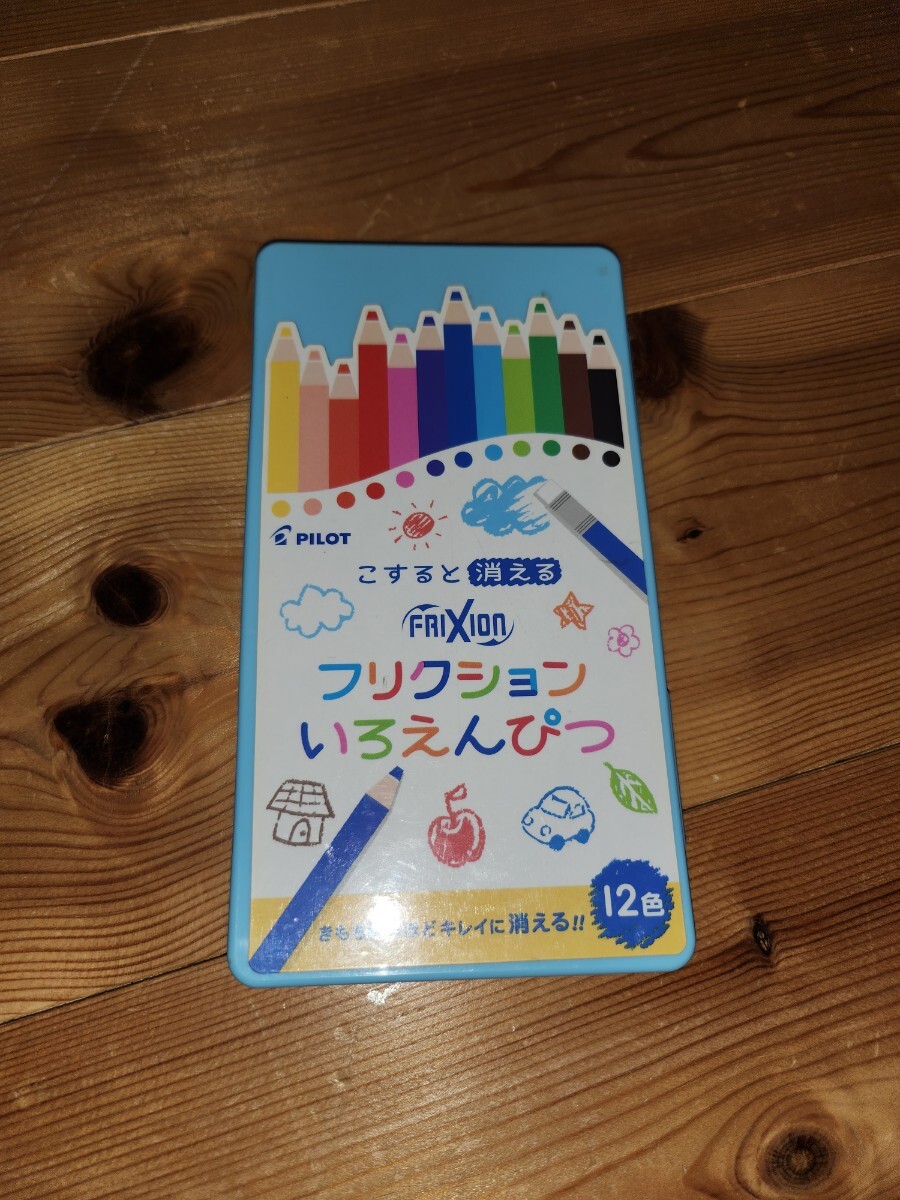 PILOT
こすると消える
FRIXION
フリクション
いろえんぴつ
12色
どキレイに消える!!